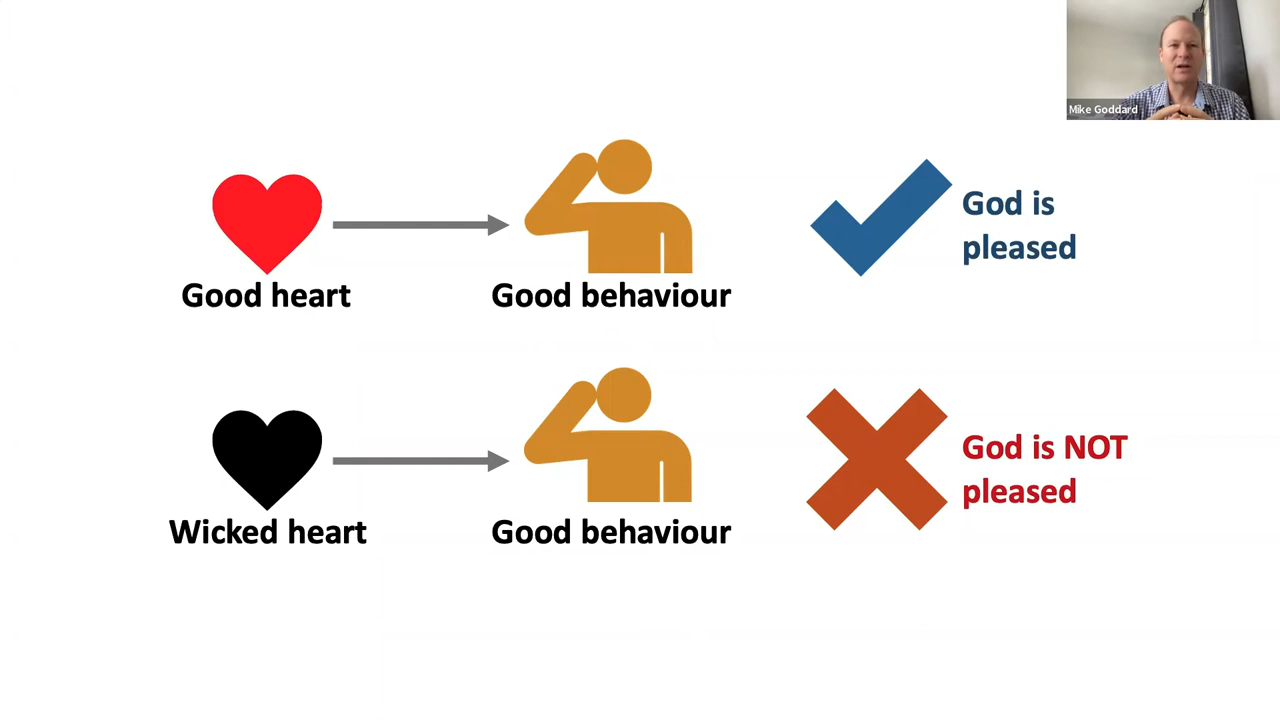 Mike Goddard
God is
pleased
Good heart
Good behaviour
God is NOT
pleased
Wicked heart
Good behaviour